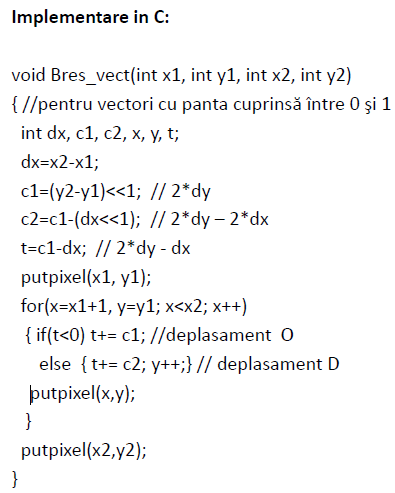 Implementare in C:
void Bres_vect(int x1, int y1, int x2, int y2)
{ //pentru vectori cu panta cuprinsă între 0 şi 1
int dx, c1, c2, x, y, t;
dx=x2-x1;
c1=(y2-y1)<<1; // 2*dy
c2=c1-(dx<<1); // 2*dy – 2*dx
t=c1-dx; // 2*dy - dx
putpixel(x1, y1);
for(x=x1+1, y=y1; x<x2; x++)
{ if(t<0) t+= c1; //deplasament O
else { t+= c2; y++;} // deplasament D
putpixel(x,y);
}
putpixel(x2,y2);
}